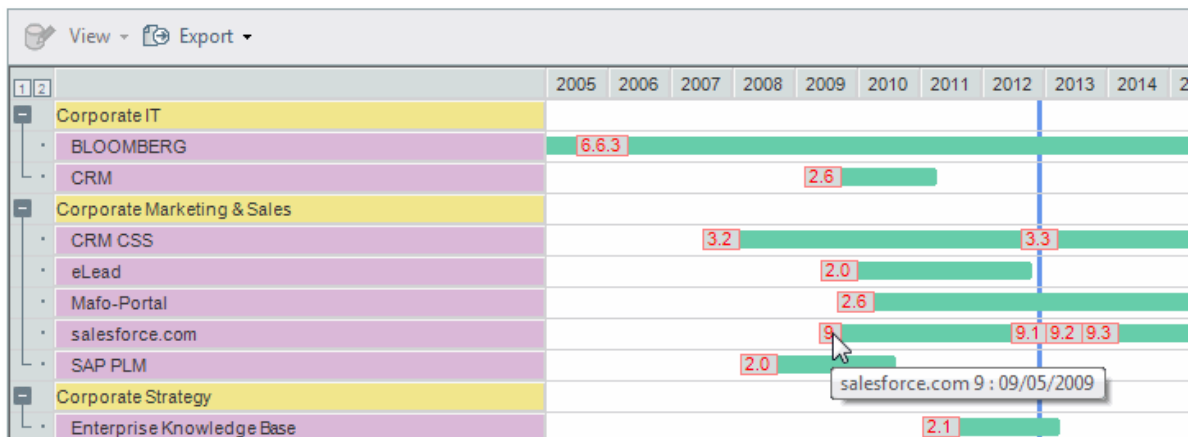 View Export
1 2 2005 2006 2007 2008 2009 2010 2011 2012 2013 2014 2
Corporate IT
BLOOMBERG 6.6.3
CRM 2.6
Corporate Marketing & Sales
CRM CSS 3.2 3.3
eLead 2.0
Mafo-Portal 2.6
salesforce.com 9 9.1 9.2 9.3
SAP PLM 2.0
salesforce.com 9 : 09/05/2009
Corporate Strategy
Enterprise Knowledge Base 2.1